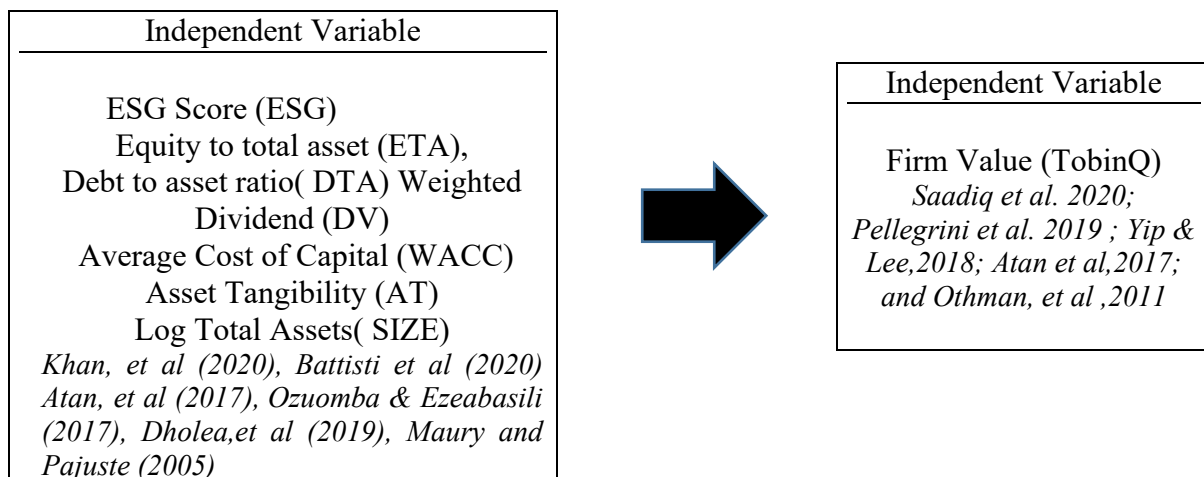 Independent Variable
ESG Score (ESG)
Equity to total asset (ETA),
Debt to asset ratio( DTA) Weighted
Dividend (DV)
Average Cost of Capital (WACC)
Asset Tangibility (AT)
Log Total Assets( SIZE)
Khan, et al (2020), Battisti et al (2020)
Atan, et al (2017), Ozuomba & Ezeabasili
(2017), Dholea,et al (2019), Maury and
Pajuste (2005)
Independent Variable
Firm Value (TobinQ)
Saadiq et al. 2020;
Pellegrini et al. 2019 ; Yip &
Lee,2018; Atan et al,2017;
and Othman, et al ,2011